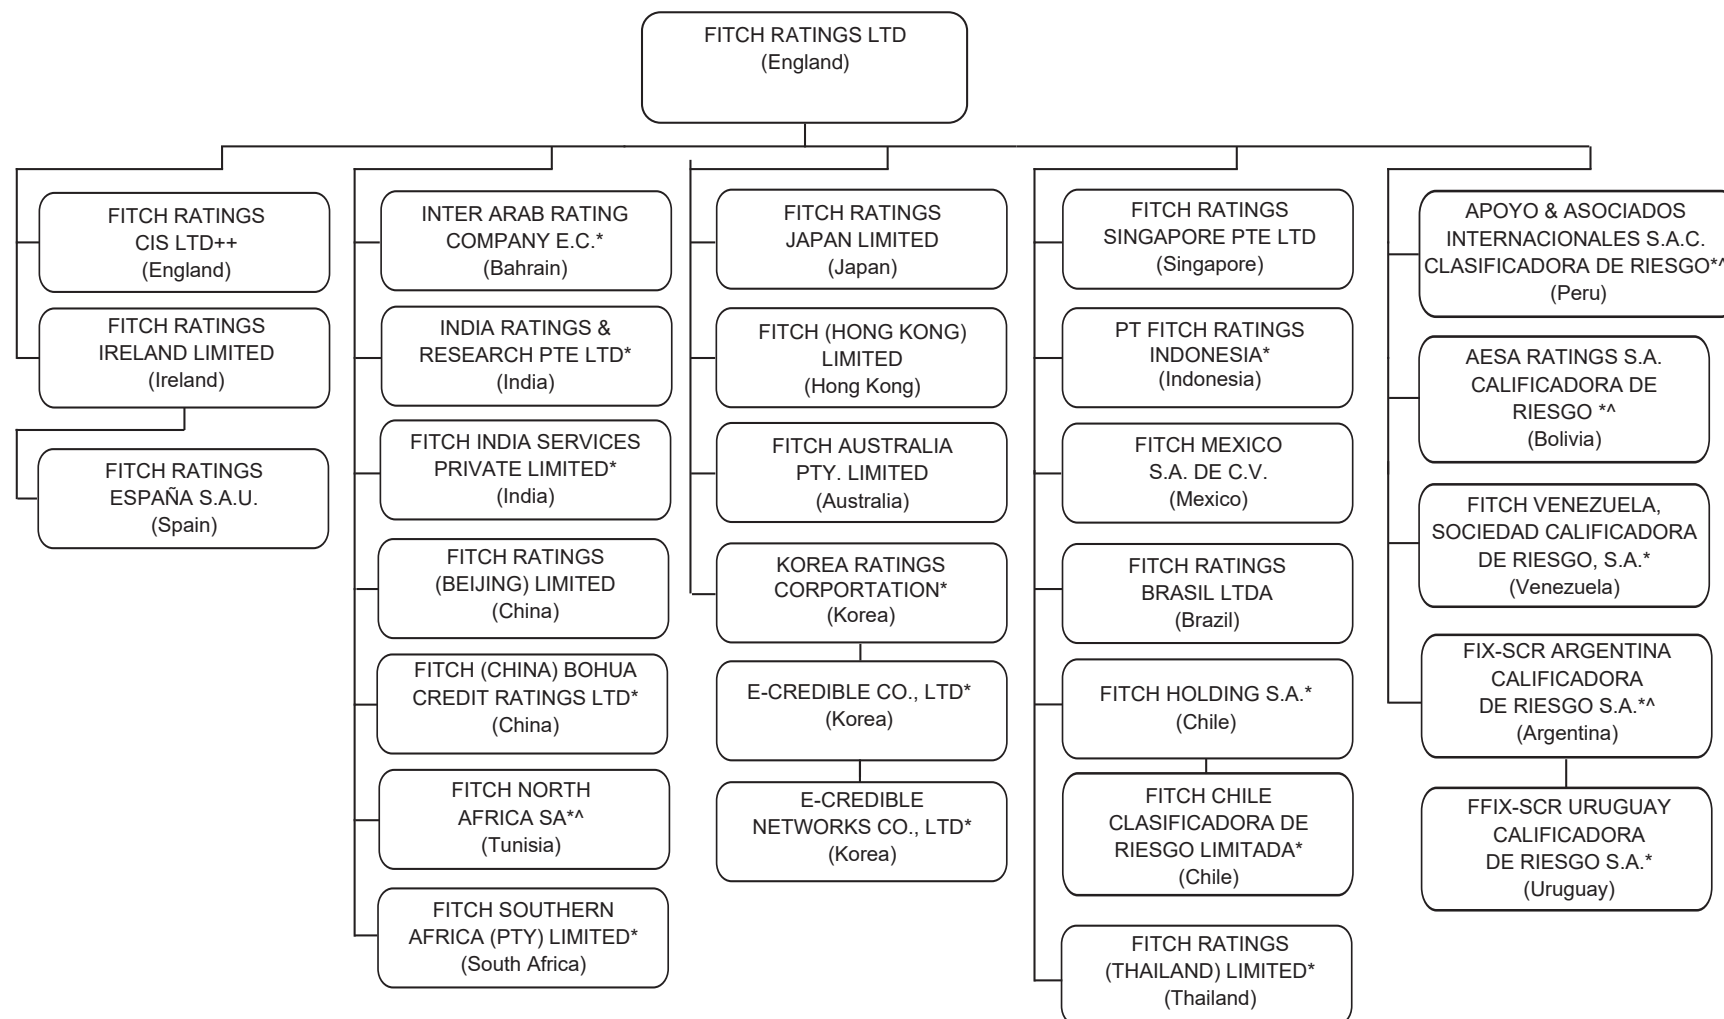 FITCH RATINGS LTD
(England)
FITCH RATINGS
CIS LTD++
(England)
FITCH RATINGS
IRELAND LIMITED
(Ireland)
FITCH RATINGS
ESPAÑA S.A.U.
(Spain)
INTER ARAB RATING
COMPANY E.C.*
(Bahrain)
INDIA RATINGS &
RESEARCH PTE LTD*
(India)
FITCH INDIA SERVICES
PRIVATE LIMITED*
(India)
FITCH RATINGS
(BEIJING) LIMITED
(China)
FITCH (CHINA) BOHUA
CREDIT RATINGS LTD*
(China)
FITCH NORTH
AFRICA SA*^
(Tunisia)
FITCH SOUTHERN
AFRICA (PTY) LIMITED*
(South Africa)
FITCH RATINGS
JAPAN LIMITED
(Japan)
FITCH (HONG KONG)
LIMITED
(Hong Kong)
FITCH AUSTRALIA
PTY. LIMITED
(Australia)
KOREA RATINGS
CORPORTATION*
(Korea)
E-CREDIBLE CO., LTD*
(Korea)
E-CREDIBLE
NETWORKS CO., LTD*
(Korea)
FITCH RATINGS
SINGAPORE PTE LTD
(Singapore)
PT FITCH RATINGS
INDONESIA*
(Indonesia)
FITCH MEXICO
S.A. DE C.V.
(Mexico)
FITCH RATINGS
BRASIL LTDA
(Brazil)
FITCH HOLDING S.A.*
(Chile)
FITCH CHILE
CLASIFICADORA DE
RIESGO LIMITADA*
(Chile)
FITCH RATINGS
(THAILAND) LIMITED*
(Thailand)
APOYO & ASOCIADOS
INTERNACIONALES S.A.C.
CLASIFICADORA DE RIESGO*^
(Peru)
AESA RATINGS S.A.
CALIFICADORA DE
RIESGO *^
(Bolivia)
FITCH VENEZUELA,
SOCIEDAD CALIFICADORA
DE RIESGO, S.A.*
(Venezuela)
FIX-SCR ARGENTINA
CALIFICADORA
DE RIESGO S.A.*^
(Argentina)
FFIX-SCR URUGUAY
CALIFICADORA
DE RIESGO S.A.*
(Uruguay)